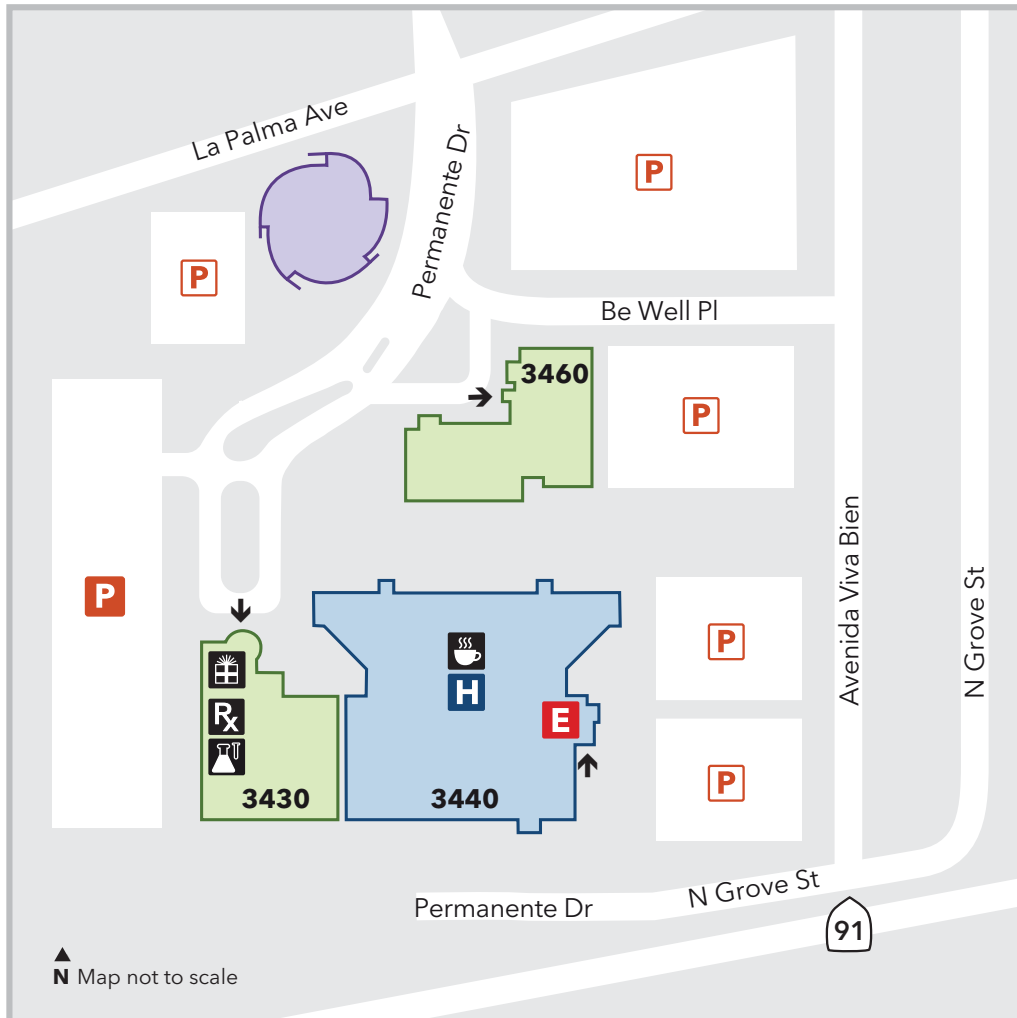 La Palma Ave
Permanente Dr
P
P
Be Well Pl
3460
P
Avenida Viva Bien
N Grove St
P
H
P
Rx
E
P
3430
3440
N Grove St
Permanente Dr
91
N Map not to scale